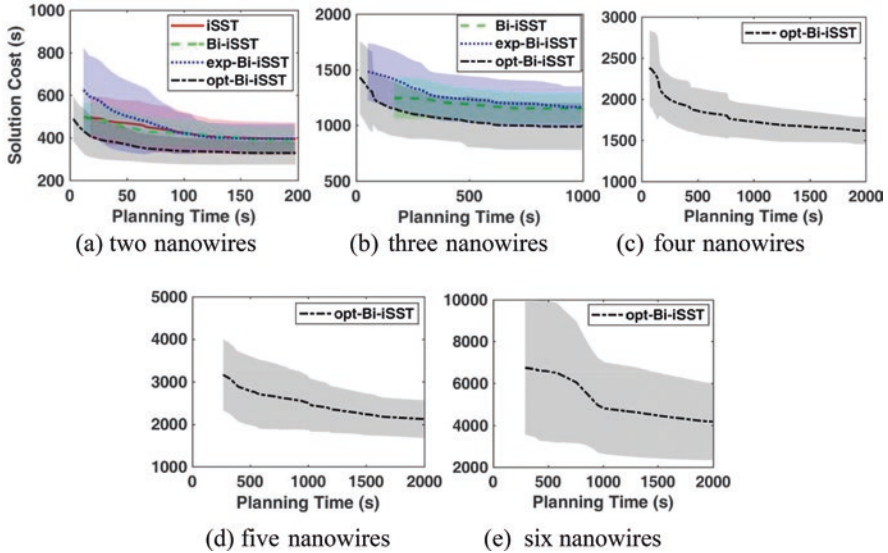 Solution Cost (s)
800
600
400
200
0
50
100
150
200
Planning Time (s)
iSST
Bi-iSST
exp-Bi-iSST
opt-Bi-iSST
(a) two nanowires
2000
1500
1000
500
0
500
1000
Planning Time (s)
Bi-iSST
exp-Bi-iSST
opt-Bi-iSST
(b) three nanowires
3000
2500
2000
1500
1000
0
500
1000
1500
2000
Planning Time (s)
opt-Bi-iSST
(c) four nanowires
5000
4000
3000
2000
1000
0
500
1000
1500
2000
Planning Time (s)
opt-Bi-iSST
(d) five nanowires
10000
8000
6000
4000
2000
0
500
1000
1500
2000
Planning Time (s)
opt-Bi-iSST
(e) six nanowires